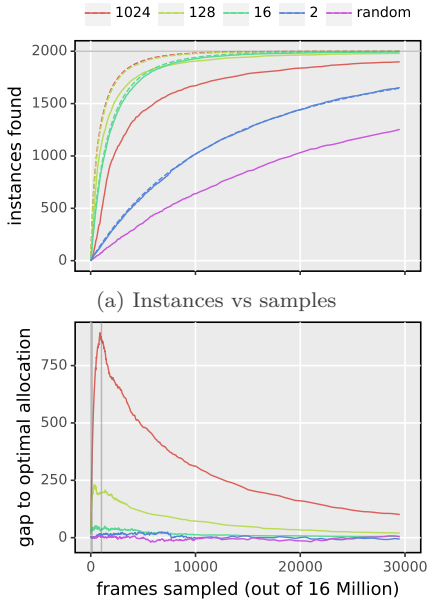 1024 128 16 2 random
2000
1500
1000
500
0
instances found
(a) Instances vs samples
750
500
250
0
gap to optimal allocation
0 10000 20000 30000
frames sampled (out of 16 Million)